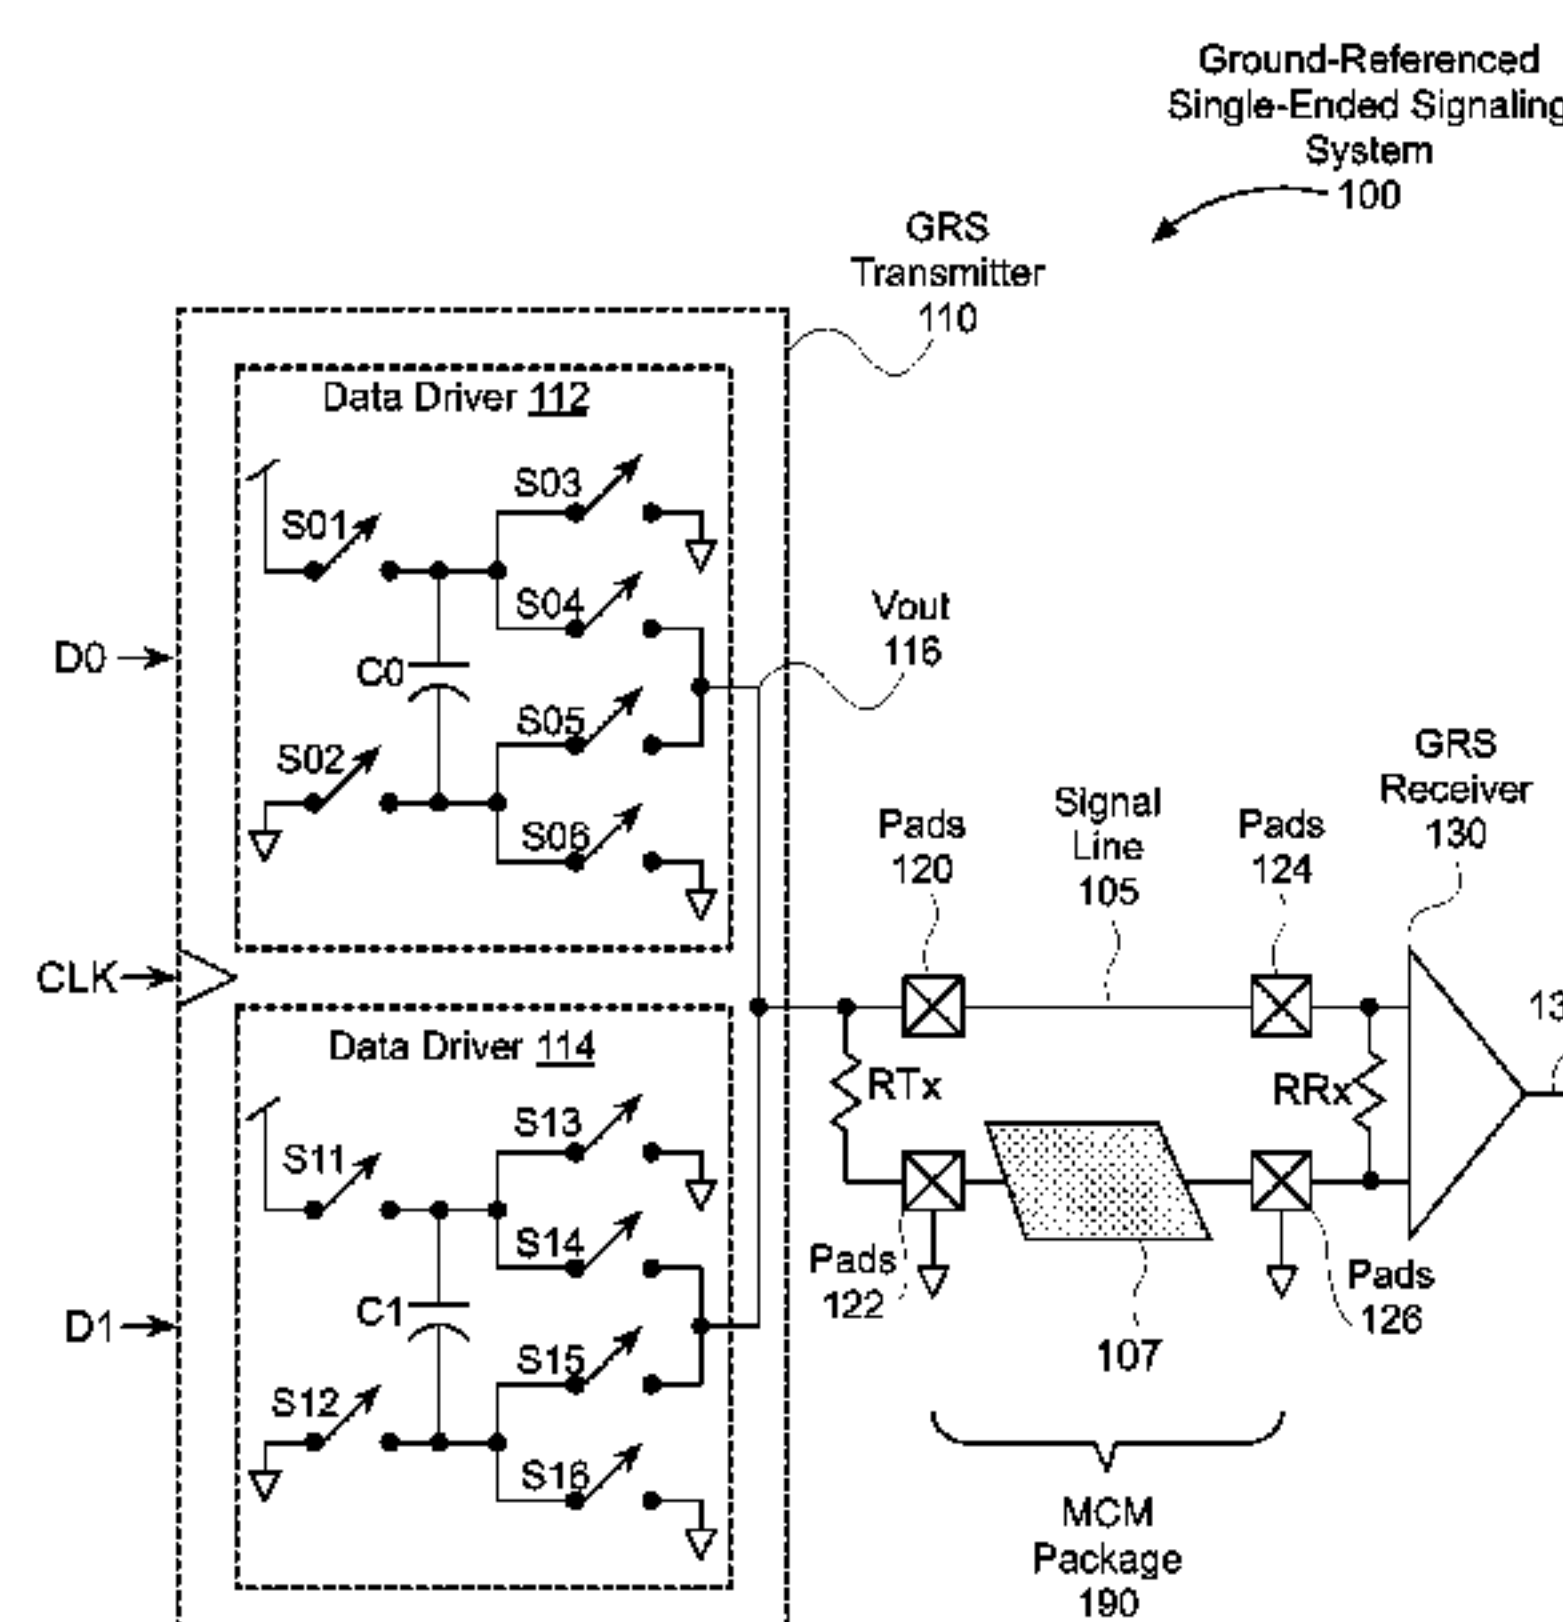 Ground-Referenced
Single-Ended Signaling
System
100
GRS
Transmitter
110
Data Driver 112
S03
S01
S04
Vout
116
D0
C0
S05
S02
GRS
Receiver
130
S06
Pads
120
Signal
Line
105
Pads
124
CLK
13
Data Driver 114
RTx
RRx
S13
S11
S14
Pads
122
Pads
126
C1
D1
107
S15
S12
S16
MCM
Package
190